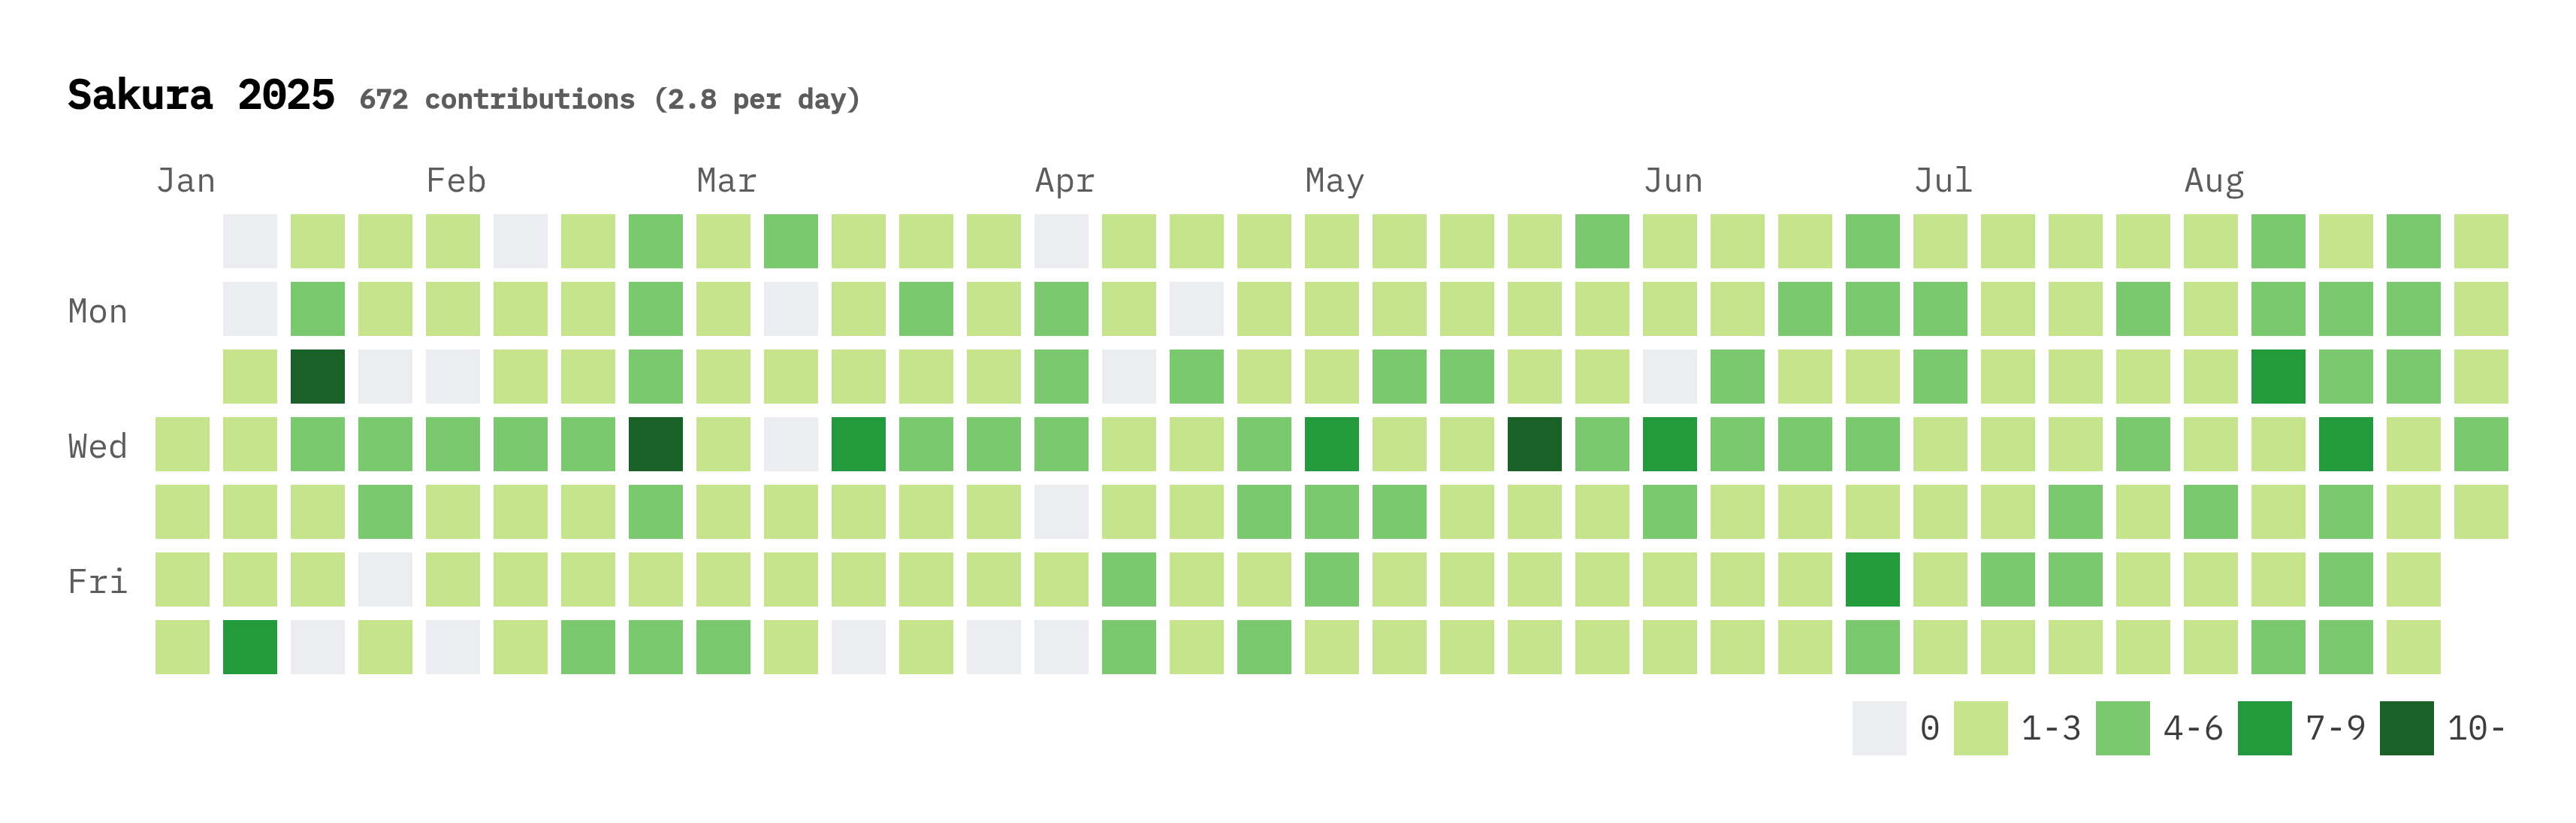 Sakura 2025 672 contributions (2.8 per day)
Jan Feb Mar Apr May Jun Jul Aug
Mon
Wed
Fri
0 1-3 4-6 7-9 10-